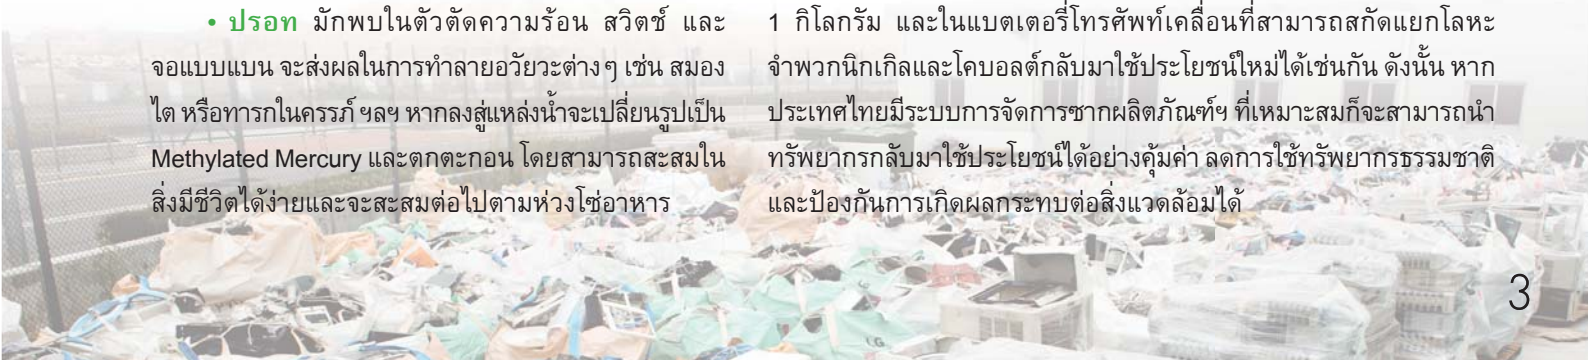 • ปรอท มักพบในตัวตัดความร้อน สวิตช์ และ
จอแบบแบน จะส่งผลในการทำลายอวัยวะต่างๆ เช่น สมอง
ไต หรือทารกในครรภ์ ฯลฯ หากลงสู่แหล่งน้ำจะเปลี่ยนรูปเป็น
Methylated Mercury และตกตะกอน โดยสามารถสะสมใน
สิ่งมีชีวิตได้ง่ายและจะสะสมต่อไปตามห่วงโซ่อาหาร
1 กิโลกรัม และในแบตเตอรี่โทรศัพท์เคลื่อนที่สามารถสกัดแยกโลหะ
จำพวกนิกเกิลและโคบอลต์กลับมาใช้ประโยชน์ใหม่ได้เช่นกัน ดังนั้น หาก
ประเทศไทยมีระบบการจัดการซากผลิตภัณฑ์ฯ ที่เหมาะสมก็จะสามารถนำ
ทรัพยากรกลับมาใช้ประโยชน์ได้อย่างคุ้มค่า ลดการใช้ทรัพยากรธรรมชาติ
และป้องกันการเกิดผลกระทบต่อสิ่งแวดล้อมได้
LG
3